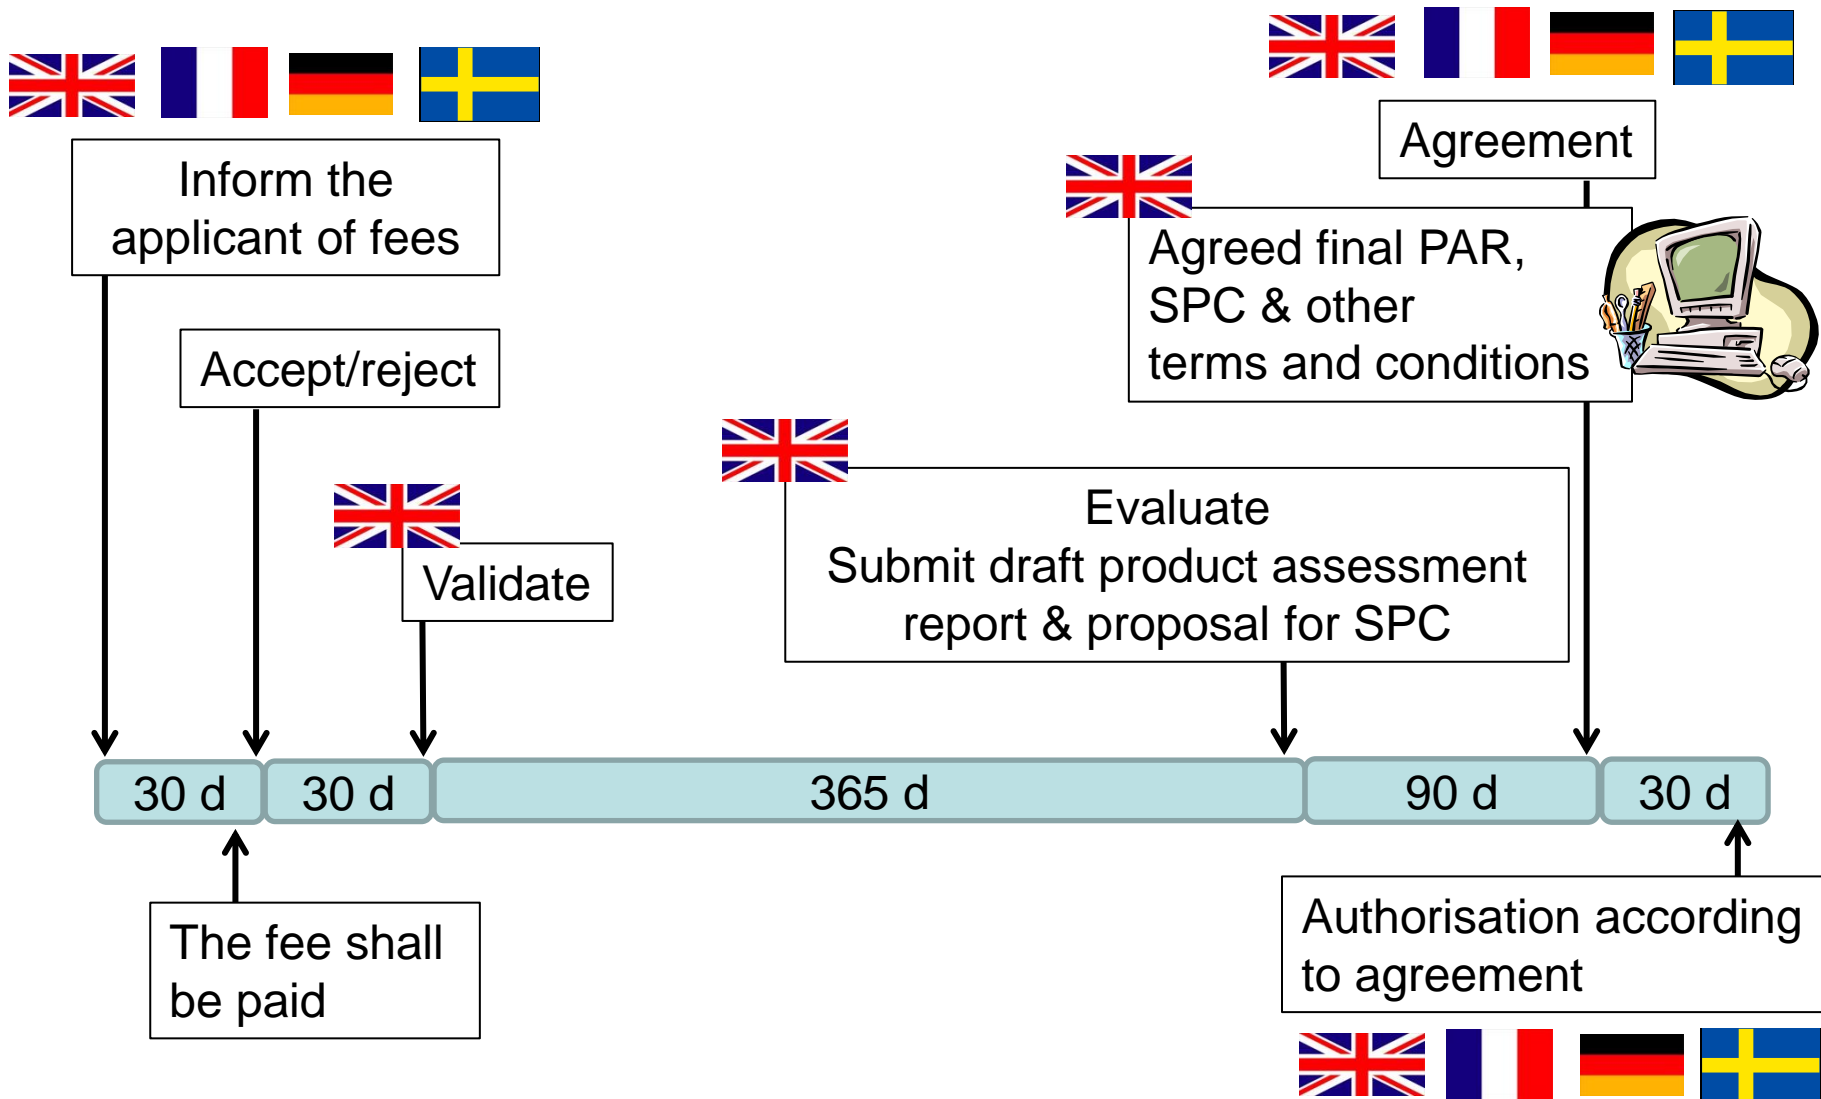 Inform the
applicant of fees
Agreement
Agreed final PAR,
SPC & other
terms and conditions
Accept/reject
Validate
Evaluate
Submit draft product assessment
report & proposal for SPC
30 d
30 d
365 d
90 d
30 d
The fee shall
be paid
Authorisation according
to agreement